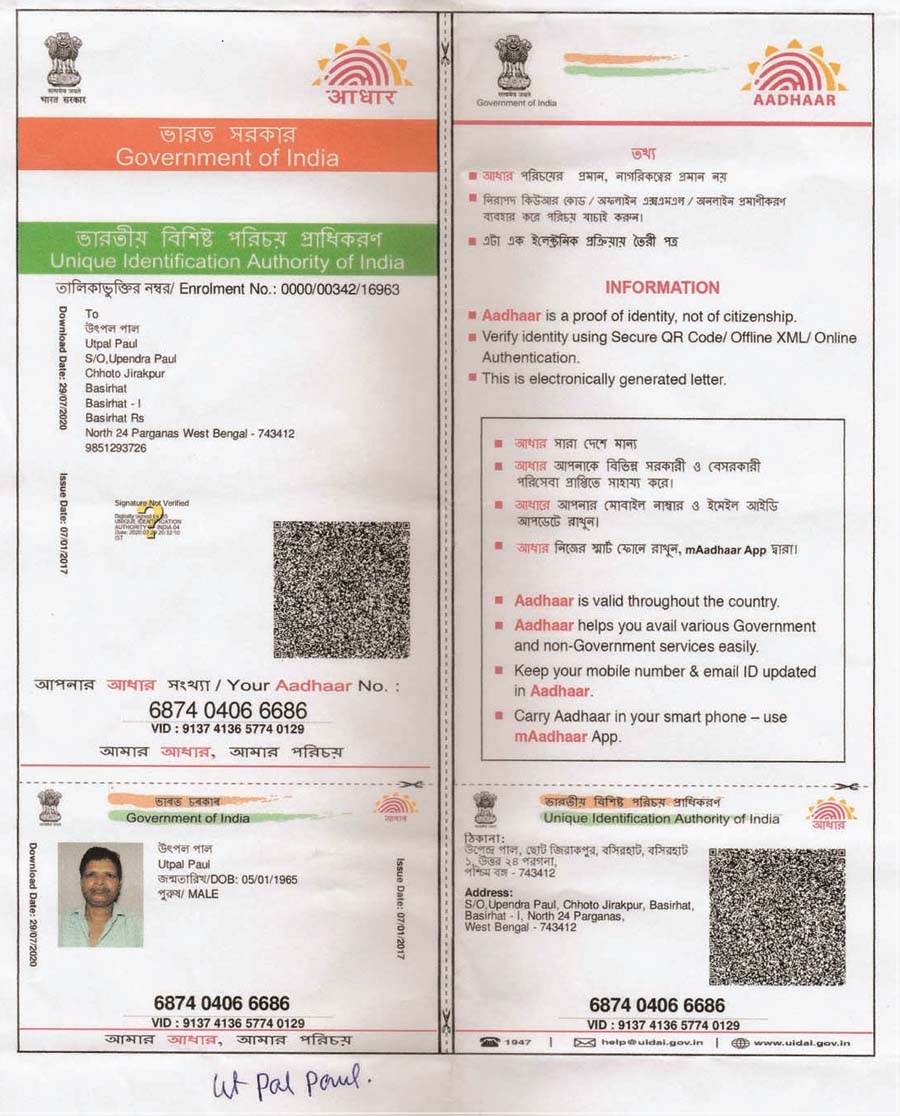 सत्यमेव जयते
भारत सरकार
आधार
ভারত সরকার
Government of India
ভারতীয় বিশিষ্ট পরিচয় প্রাধিকরণ
Unique Identification Authority of India
তালিকাভুক্তির নম্বর/ Enrolment No.: 0000/00342/16963
Download Date: 29/07/2020
To
উৎপল পাল
Utpal Paul
S/O,Upendra Paul
Chhoto Jirakpur
Basirhat
Basirhat - I
Basirhat Rs
North 24 Parganas West Bengal - 743412
9851293726
Issue Date: 07/01/2017
Signature Not Verified
Digitally signed by DS
UNIQUE IDENTIFICATION
AUTHORITY INDIA 04
IST
আপনার আধার সংখ্যা / Your Aadhaar No. :
6874 0406 6686
VID : 9137 4136 5774 0129
আমার আধার, আমার পরিচয়
सत्यमेव जयते
Government of India
AADHAAR
তথ্য
আধার পরিচয়ের প্রমান, নাগরিকত্বের প্রমান নয়
নিরাপদ কিউআর কোড / অফলাইন এক্সএমএল / অনলাইন প্রমাণীকরণ
ব্যবহার করে পরিচয় যাচাই করুন।
এটা এক ইলেক্ট্রনিক প্রক্রিয়ায় তৈরী পত্র
INFORMATION
Aadhaar is a proof of identity, not of citizenship.
Verify identity using Secure QR Code/ Offline XML/ Online
Authentication.
This is electronically generated letter.
আধার সারা দেশে মান্য
আধার আপনাকে বিভিন্ন সরকারী ও বেসরকারী
পরিসেবা প্রাপ্তিতে সাহায্য করে।
আধারে আপনার মোবাইল নাম্বার ও ইমেইল আইডি
আপডেট রাখুন।
আধার নিজের স্মার্ট ফোনে রাখুন, mAadhaar App দ্বারা।
Aadhaar is valid throughout the country.
Aadhaar helps you avail various Government
and non-Government services easily.
Keep your mobile number & email ID updated
in Aadhaar.
Carry Aadhaar in your smart phone – use
mAadhaar App.
ভাৰত চৰকাৰ
Government of India
आधार
Download Date: 29/07/2020
উৎপল পাল
Utpal Paul
জন্মতারিখ/DOB: 05/01/1965
পুরুষ/ MALE
Issue Date: 07/01/2017
6874 0406 6686
VID : 9137 4136 5774 0129
আমার আধার, আমার পরিচয়
ভারতীয় বিশিষ্ট পরিচয় প্রাধিকরণ
Unique Identification Authority of India
आधार
ঠিকানা:
উপেন্দ্র পাল, ছোট জিরাকপুর, বসিরহাট, বসিরহাট
১, উত্তর ২৪ পরগনা,
পশ্চিম বঙ্গ - 743412
Address:
S/O,Upendra Paul, Chhoto Jirakpur, Basirhat,
Basirhat - I, North 24 Parganas,
West Bengal - 743412
6874 0406 6686
VID : 9137 4136 5774 0129
1947 | help@uidai.gov.in | www.uidai.gov.in
Ut pal Paul.